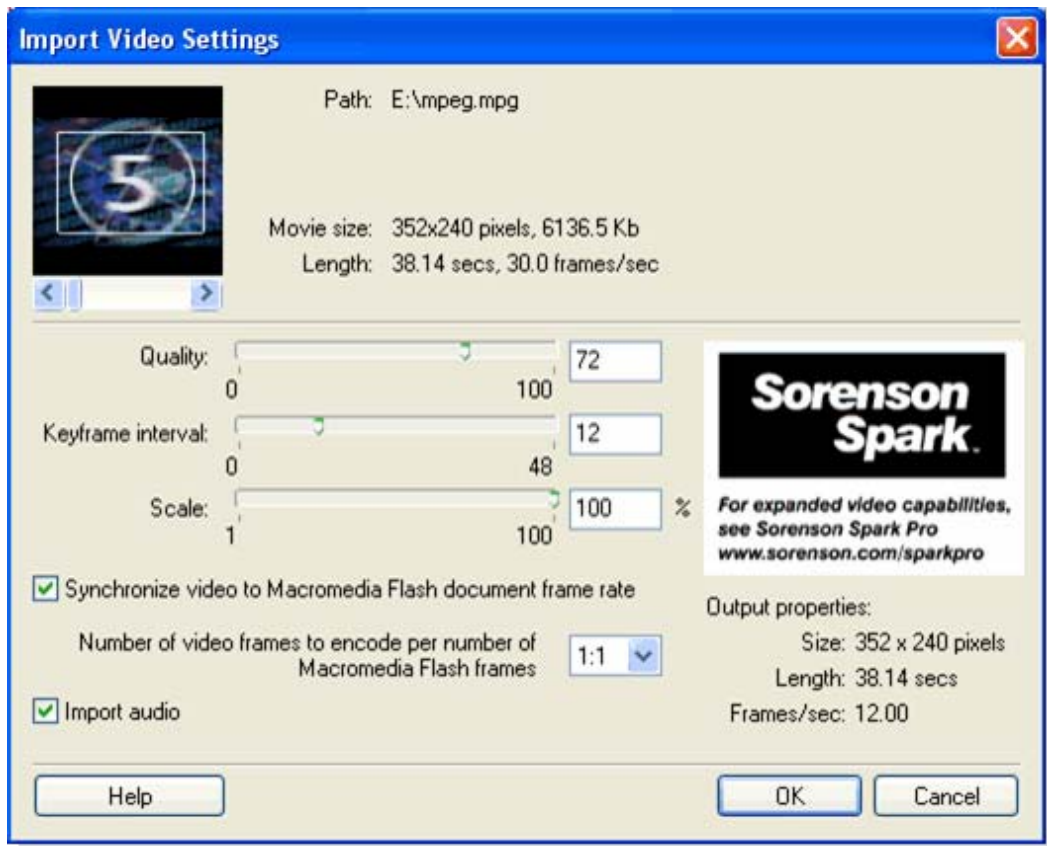 Import Video Settings
5
Path: E:\mpeg.mpg
Movie size: 352x240 pixels, 6136.5 Kb
Length: 38.14 secs, 30.0 frames/sec
Quality: 72
0 100
Keyframe interval: 12
0 48
Scale: 100 %
1 100
Sorenson
Spark™
For expanded video capabilities,
see Sorenson Spark Pro
www.sorenson.com/sparkpro
Synchronize video to Macromedia Flash document frame rate
Number of video frames to encode per number of
Macromedia Flash frames
1:1
Import audio
Output properties:
Size: 352 x 240 pixels
Length: 38.14 secs
Frames/sec: 12.00
Help
OK
Cancel